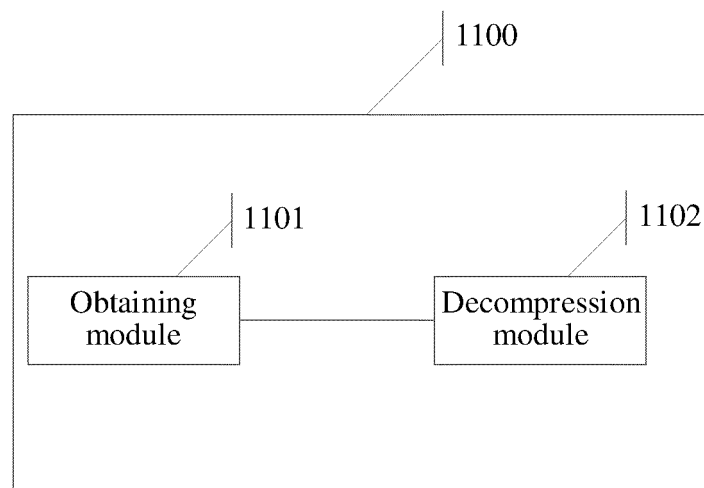 1100
1101
1102
Obtaining
module
Decompression
module